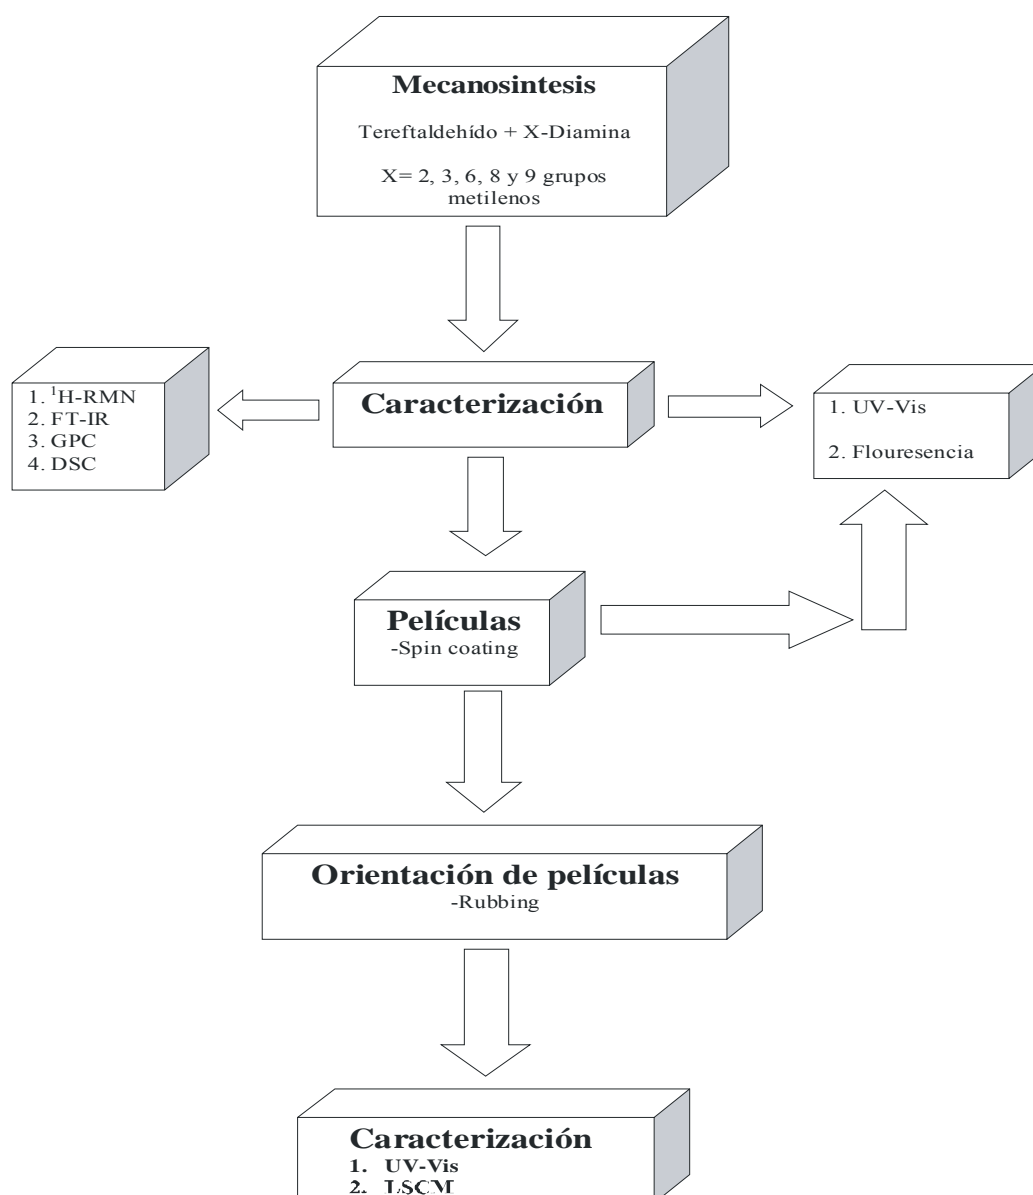 Mecanosintesis
Tereftaldehído + X-Diamina
X= 2, 3, 6, 8 y 9 grupos
metilenos
Caracterización
1. ¹H-RMN
2. FT-IR
3. GPC
4. DSC
1. UV-Vis
2. Flouresencia
Películas
-Spin coating
Orientación de películas
-Rubbing
Caracterización
1. UV-Vis
2. LSCM